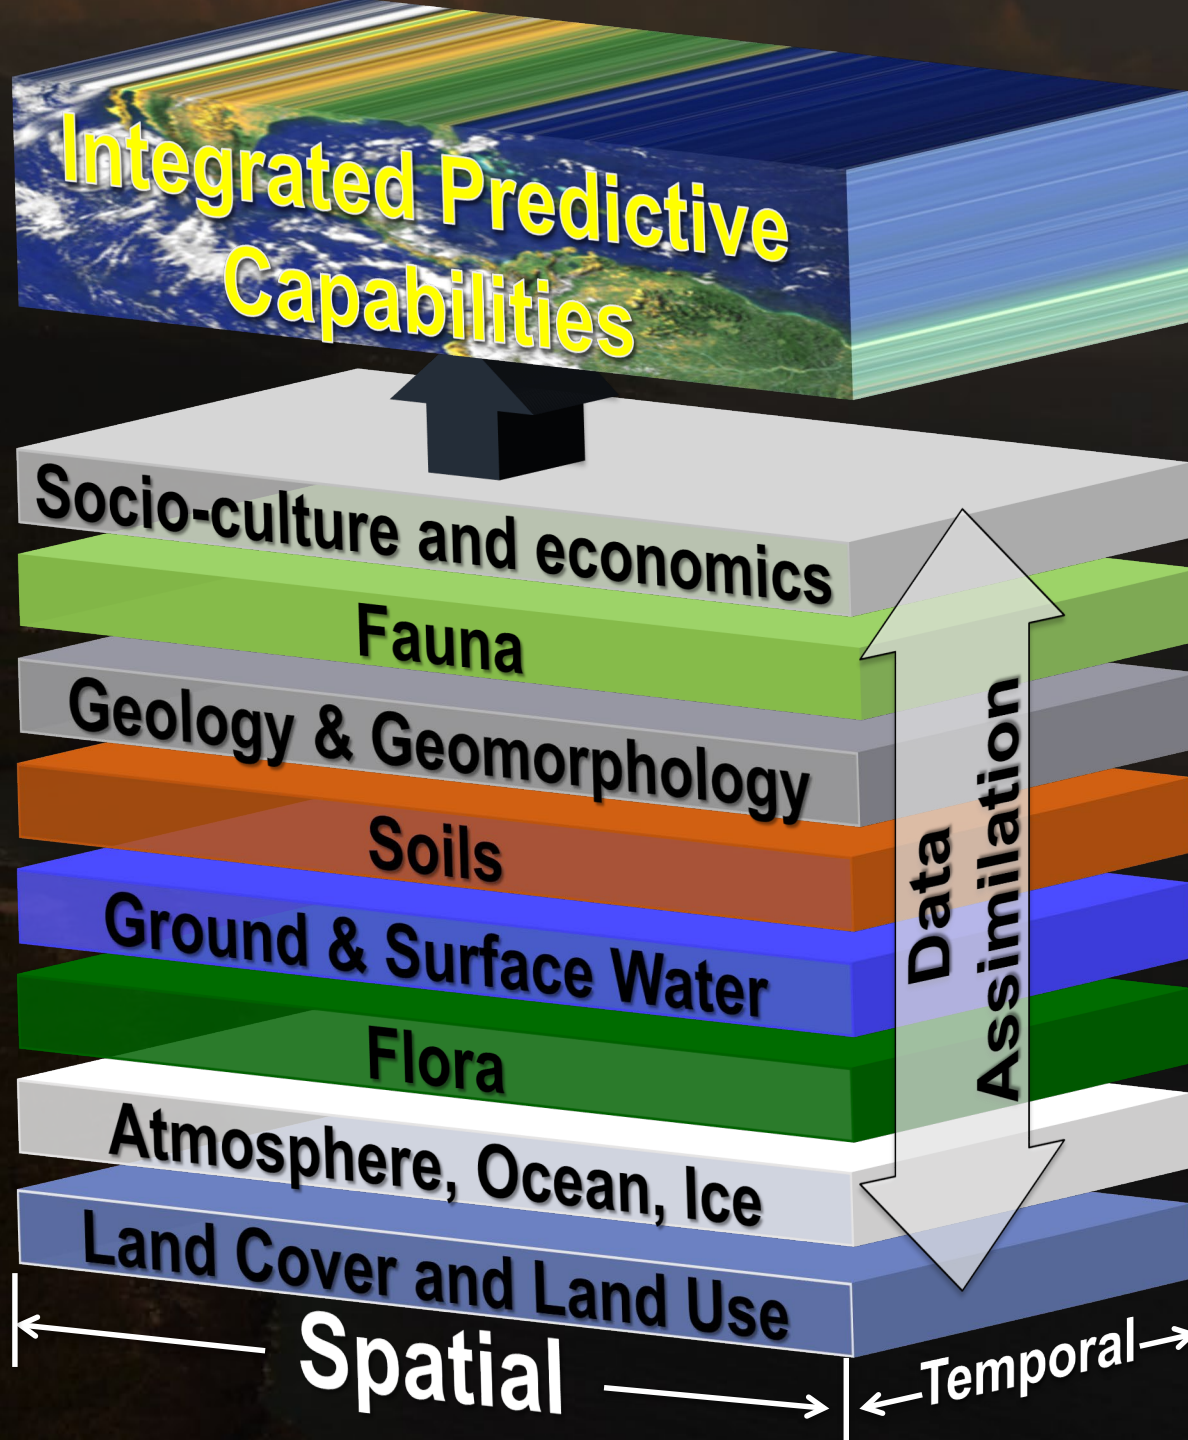 Integrated Predictive
Capabilities
Socio-culture and economics
Fauna
Geology & Geomorphology
Soils
Ground & Surface Water
Flora
Atmosphere, Ocean, Ice
Land Cover and Land Use
Data
Assimilation
Spatial
Temporal